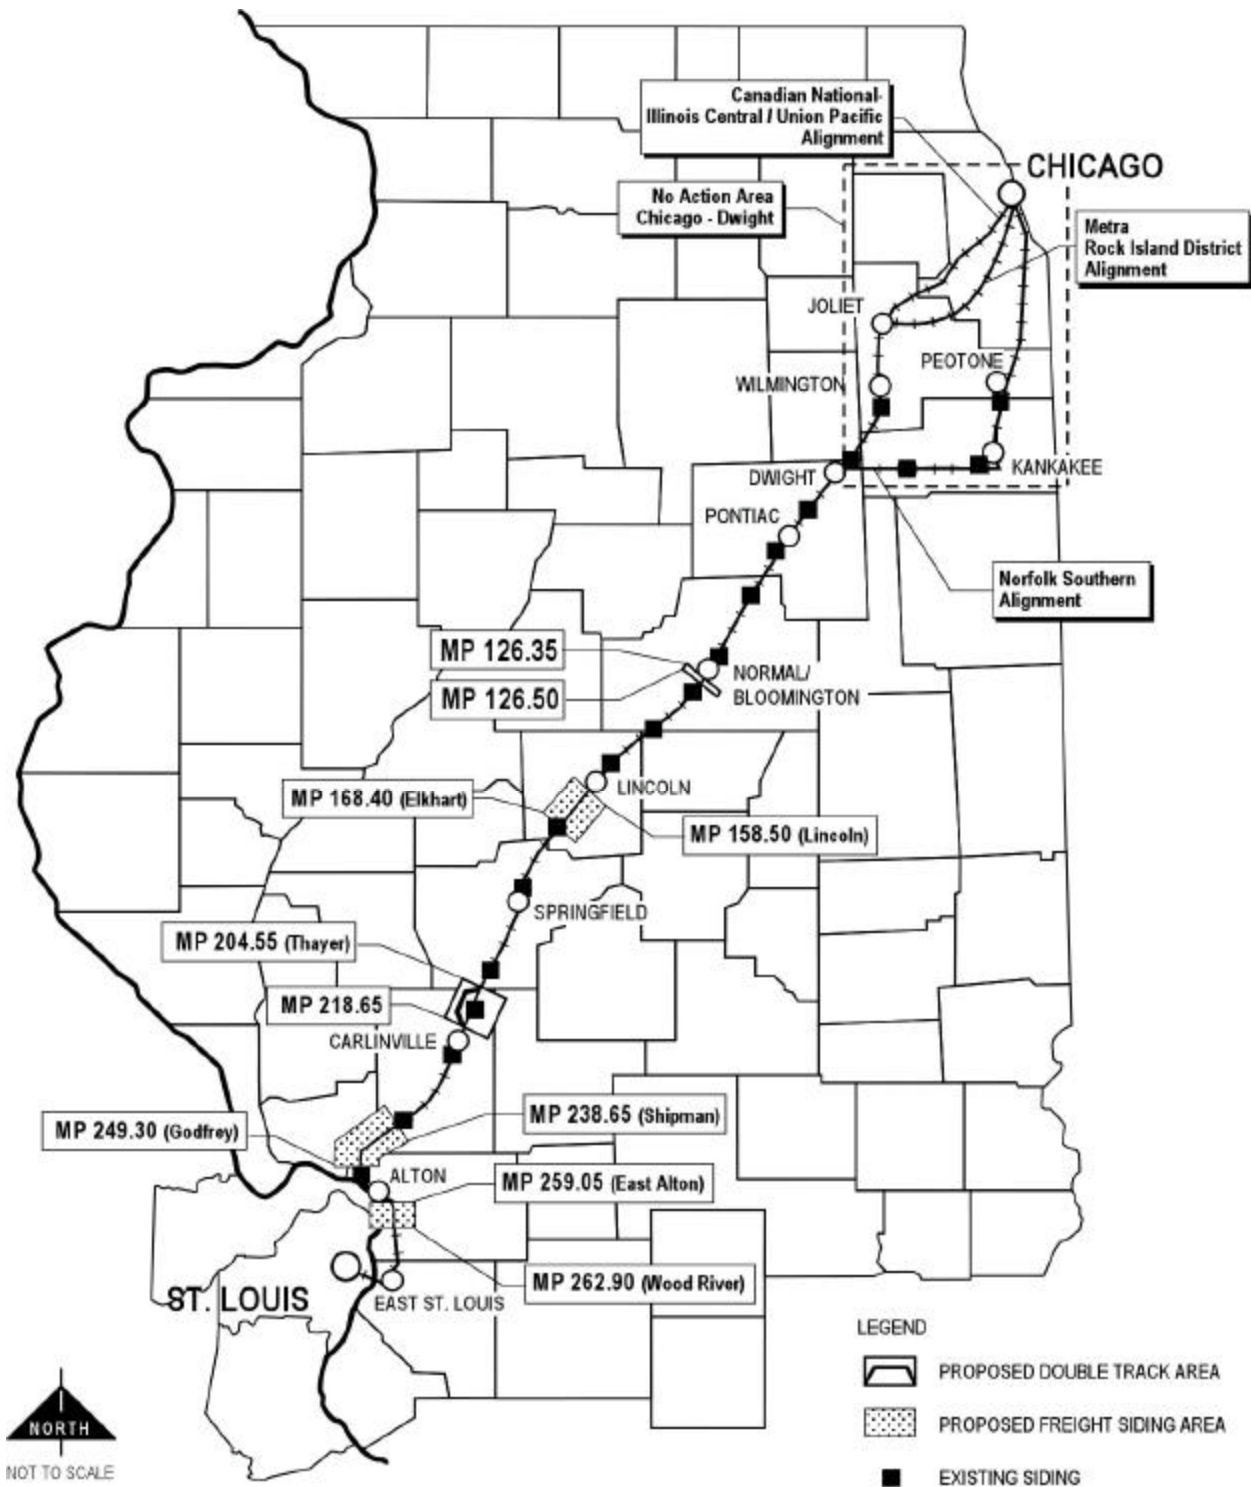 Canadian National-
Illinois Central / Union Pacific
Alignment
CHICAGO
No Action Area
Chicago - Dwight
Metra
Rock Island District
Alignment
JOLIET
PEOTONE
WILMINGTON
KANKAKEE
DWIGHT
PONTIAC
Norfolk Southern
Alignment
MP 126.35
NORMAL/
BLOOMINGTON
MP 126.50
LINCOLN
MP 168.40 (Elkhart)
MP 158.50 (Lincoln)
SPRINGFIELD
MP 204.55 (Thayer)
MP 218.65
CARLINVILLE
MP 238.65 (Shipman)
MP 249.30 (Godfrey)
ALTON
MP 259.05 (East Alton)
MP 262.90 (Wood River)
ST. LOUIS
EAST ST. LOUIS
LEGEND
PROPOSED DOUBLE TRACK AREA
PROPOSED FREIGHT SIDING AREA
EXISTING SIDING
NORTH
NOT TO SCALE